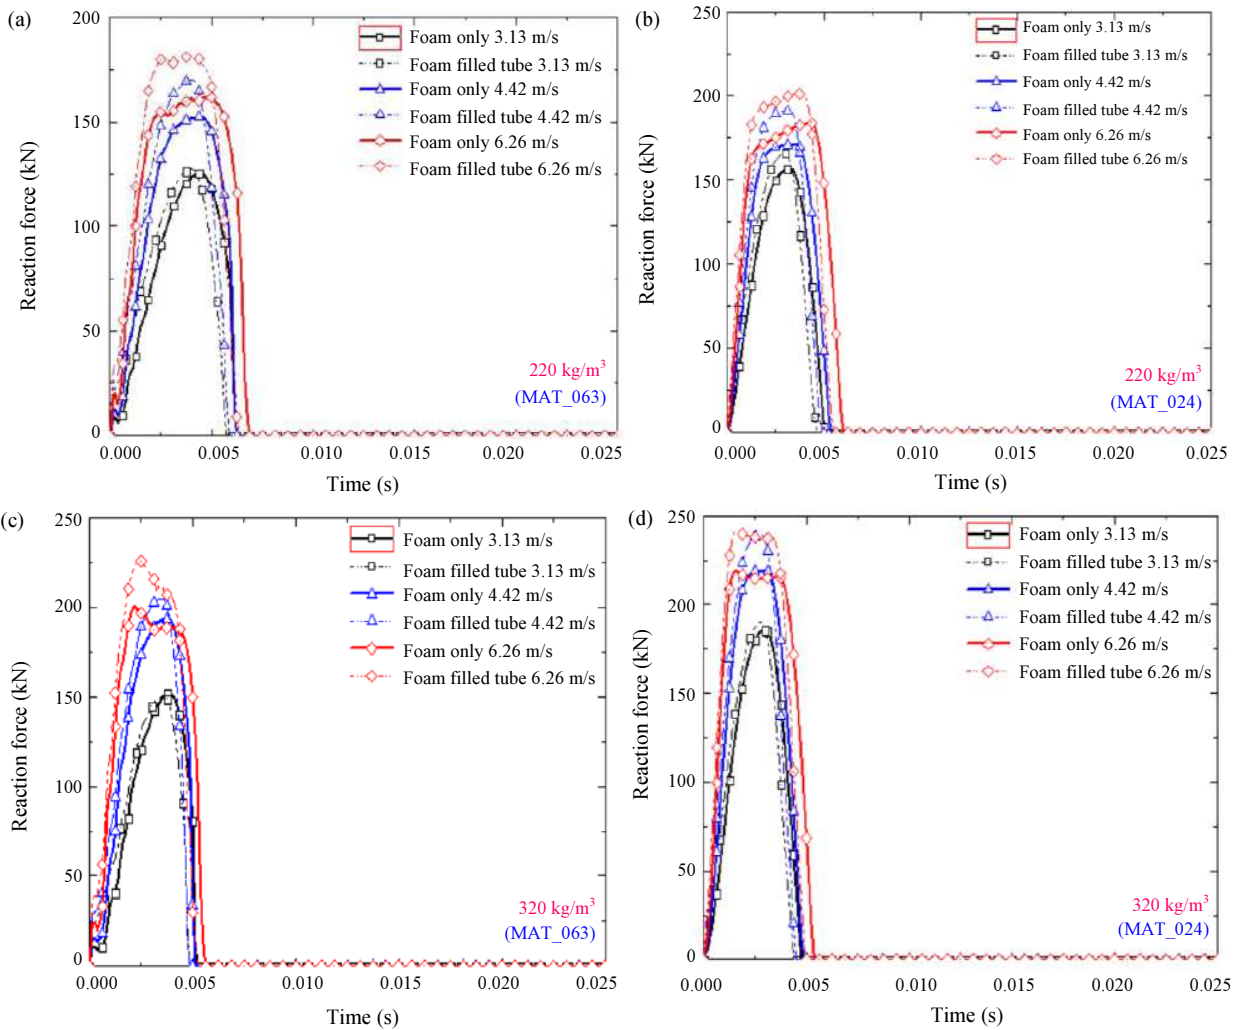 (a)
200
150
100
50
0
Reaction force (kN)
Foam only 3.13 m/s
Foam filled tube 3.13 m/s
Foam only 4.42 m/s
Foam filled tube 4.42 m/s
Foam only 6.26 m/s
Foam filled tube 6.26 m/s
220 kg/m³
(MAT_063)
0.000 0.005 0.010 0.015 0.020 0.025
Time (s)
(b)
250
200
150
100
50
0
Reaction force (kN)
Foam only 3.13 m/s
Foam filled tube 3.13 m/s
Foam only 4.42 m/s
Foam filled tube 4.42 m/s
Foam only 6.26 m/s
Foam filled tube 6.26 m/s
220 kg/m³
(MAT_024)
0.000 0.005 0.010 0.015 0.020 0.025
Time (s)
(c)
250
200
150
100
50
0
Reaction force (kN)
Foam only 3.13 m/s
Foam filled tube 3.13 m/s
Foam only 4.42 m/s
Foam filled tube 4.42 m/s
Foam only 6.26 m/s
Foam filled tube 6.26 m/s
320 kg/m³
(MAT_063)
0.000 0.005 0.010 0.015 0.020 0.025
Time (s)
(d)
250
200
150
100
50
0
Reaction force (kN)
Foam only 3.13 m/s
Foam filled tube 3.13 m/s
Foam only 4.42 m/s
Foam filled tube 4.42 m/s
Foam only 6.26 m/s
Foam filled tube 6.26 m/s
320 kg/m³
(MAT_024)
0.000 0.005 0.010 0.015 0.020 0.025
Time (s)